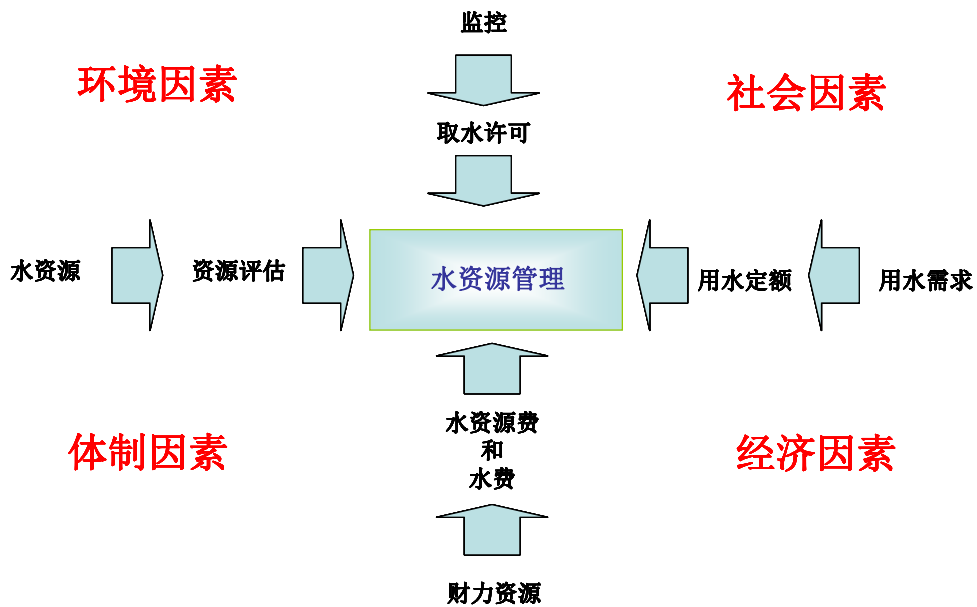 监控
环境因素
社会因素
取水许可
水资源
资源评估
水资源管理
用水定额
用水需求
水资源费
和
水费
体制因素
经济因素
财力资源